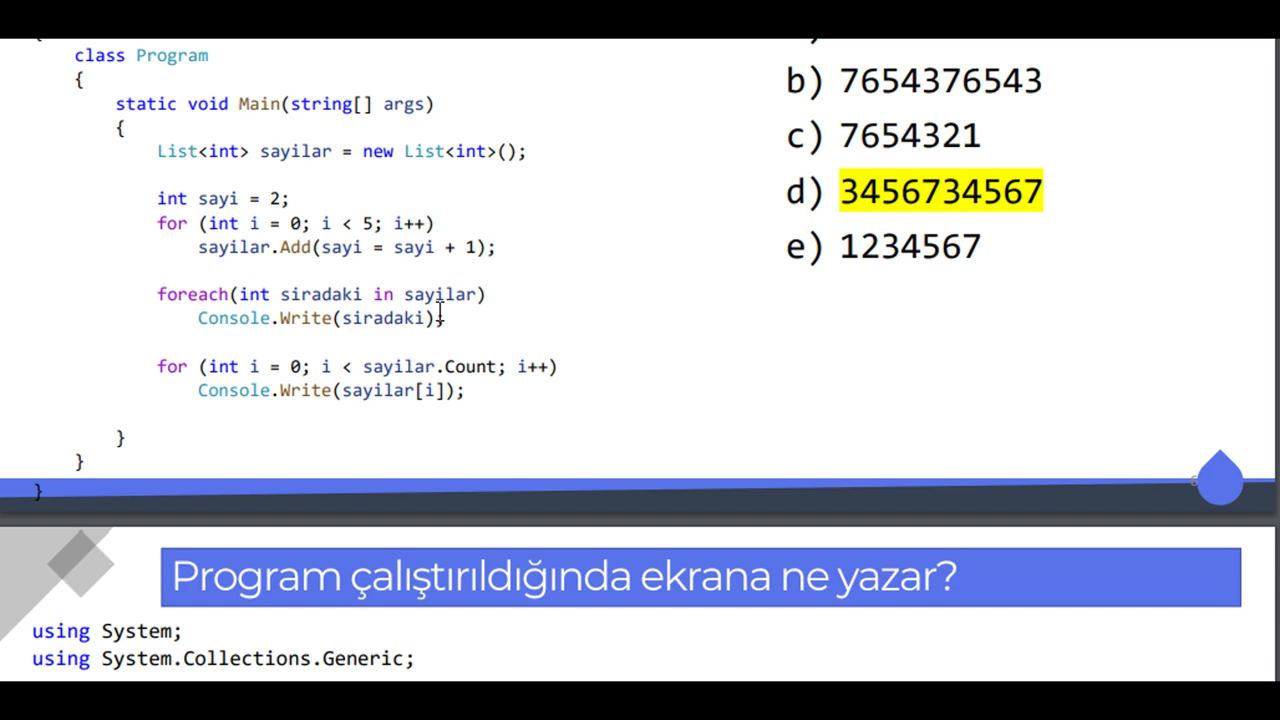 class Program
{
static void Main(string[] args)
{
List<int> sayilar = new List<int>();
int sayi = 2;
for (int i = 0; i < 5; i++)
sayilar.Add(sayi = sayi + 1);
foreach(int siradaki in sayilar)
Console.Write(siradaki);
for (int i = 0; i < sayilar.Count; i++)
Console.Write(sayilar[i]);
}
}
}
b) 7654376543
c) 7654321
d) 3456734567
e) 1234567
Program çalıştırıldığında ekrana ne yazar?
using System;
using System.Collections.Generic;